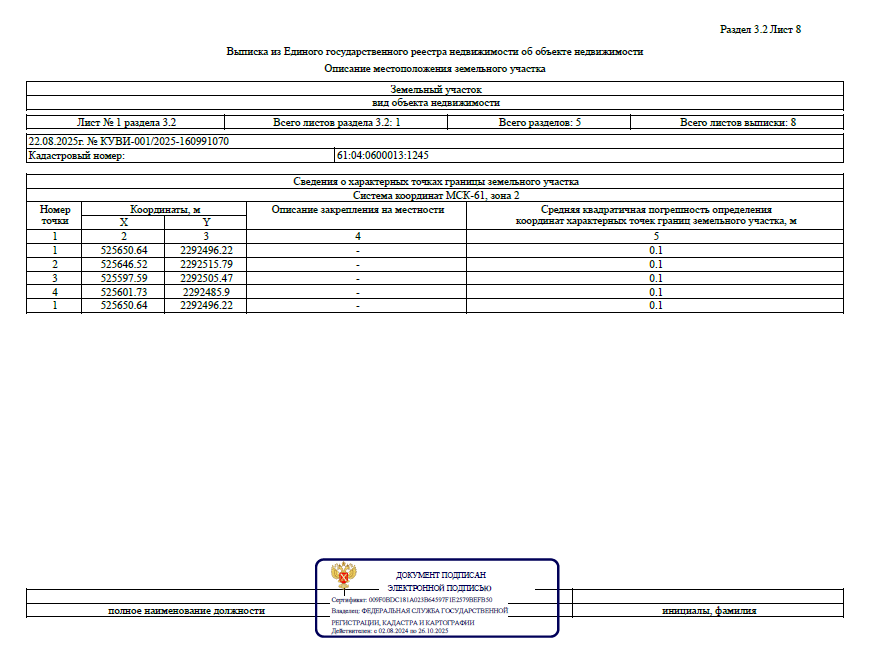 Раздел 3.2 Лист 8
Выписка из Единого государственного реестра недвижимости об объекте недвижимости
Описание местоположения земельного участка
Земельный участок
вид объекта недвижимости
Лист № 1 раздела 3.2 Всего листов раздела 3.2: 1 Всего разделов: 5 Всего листов выписки: 8
22.08.2025г. № КУВИ-001/2025-160991070
Кадастровый номер: 61:04:0600013:1245
Сведения о характерных точках границы земельного участка
Система координат МСК-61, зона 2
Номер точки Координаты, м Описание закрепления на местности Средняя квадратичная погрешность определения координат характерных точек границ земельного участка, м
X Y
1 2 3 4 5
1 525650.64 2292496.22 - 0.1
2 525646.52 2292515.79 - 0.1
3 525597.59 2292505.47 - 0.1
4 525601.73 2292485.9 - 0.1
1 525650.64 2292496.22 - 0.1
ДОКУМЕНТ ПОДПИСАН
ЭЛЕКТРОННОЙ ПОДПИСЬЮ
Сертификат: 009F0BDC181A023B64597F1E2579BEFB50
Владелец: ФЕДЕРАЛЬНАЯ СЛУЖБА ГОСУДАРСТВЕННОЙ
РЕГИСТРАЦИИ, КАДАСТРА И КАРТОГРАФИИ
Действителен: с 02.08.2024 по 26.10.2025
полное наименование должности инициалы, фамилия